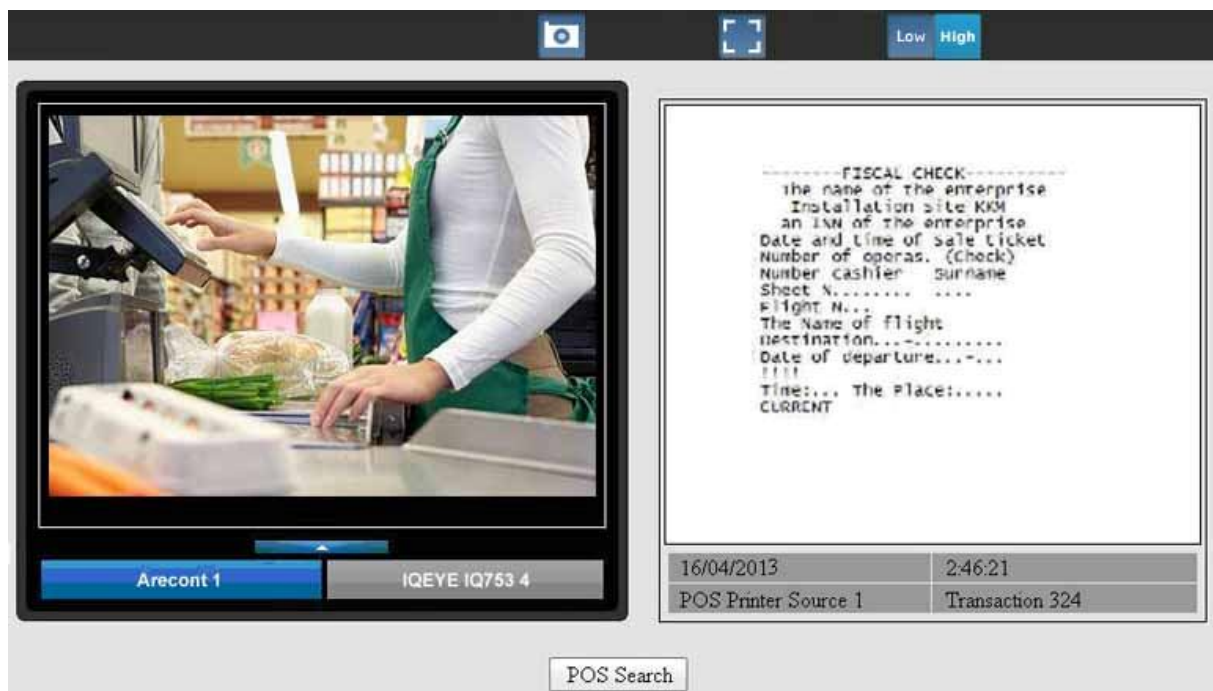 Low High
--------FISCAL CHECK----------
The name of the enterprise
Installation site KKM
an INN of the enterprise
Date and time of sale ticket
Number of operas. (Check)
Number cashier Surname
Sheet N........ ....
Flight N...
The Name of flight
Destination...-.........
Date of departure...-...
!!!!
Time:... The Place:.....
CURRENT
Arecont 1 IQEYE IQ753 4
16/04/2013 2:46:21
POS Printer Source 1 Transaction 324
POS Search